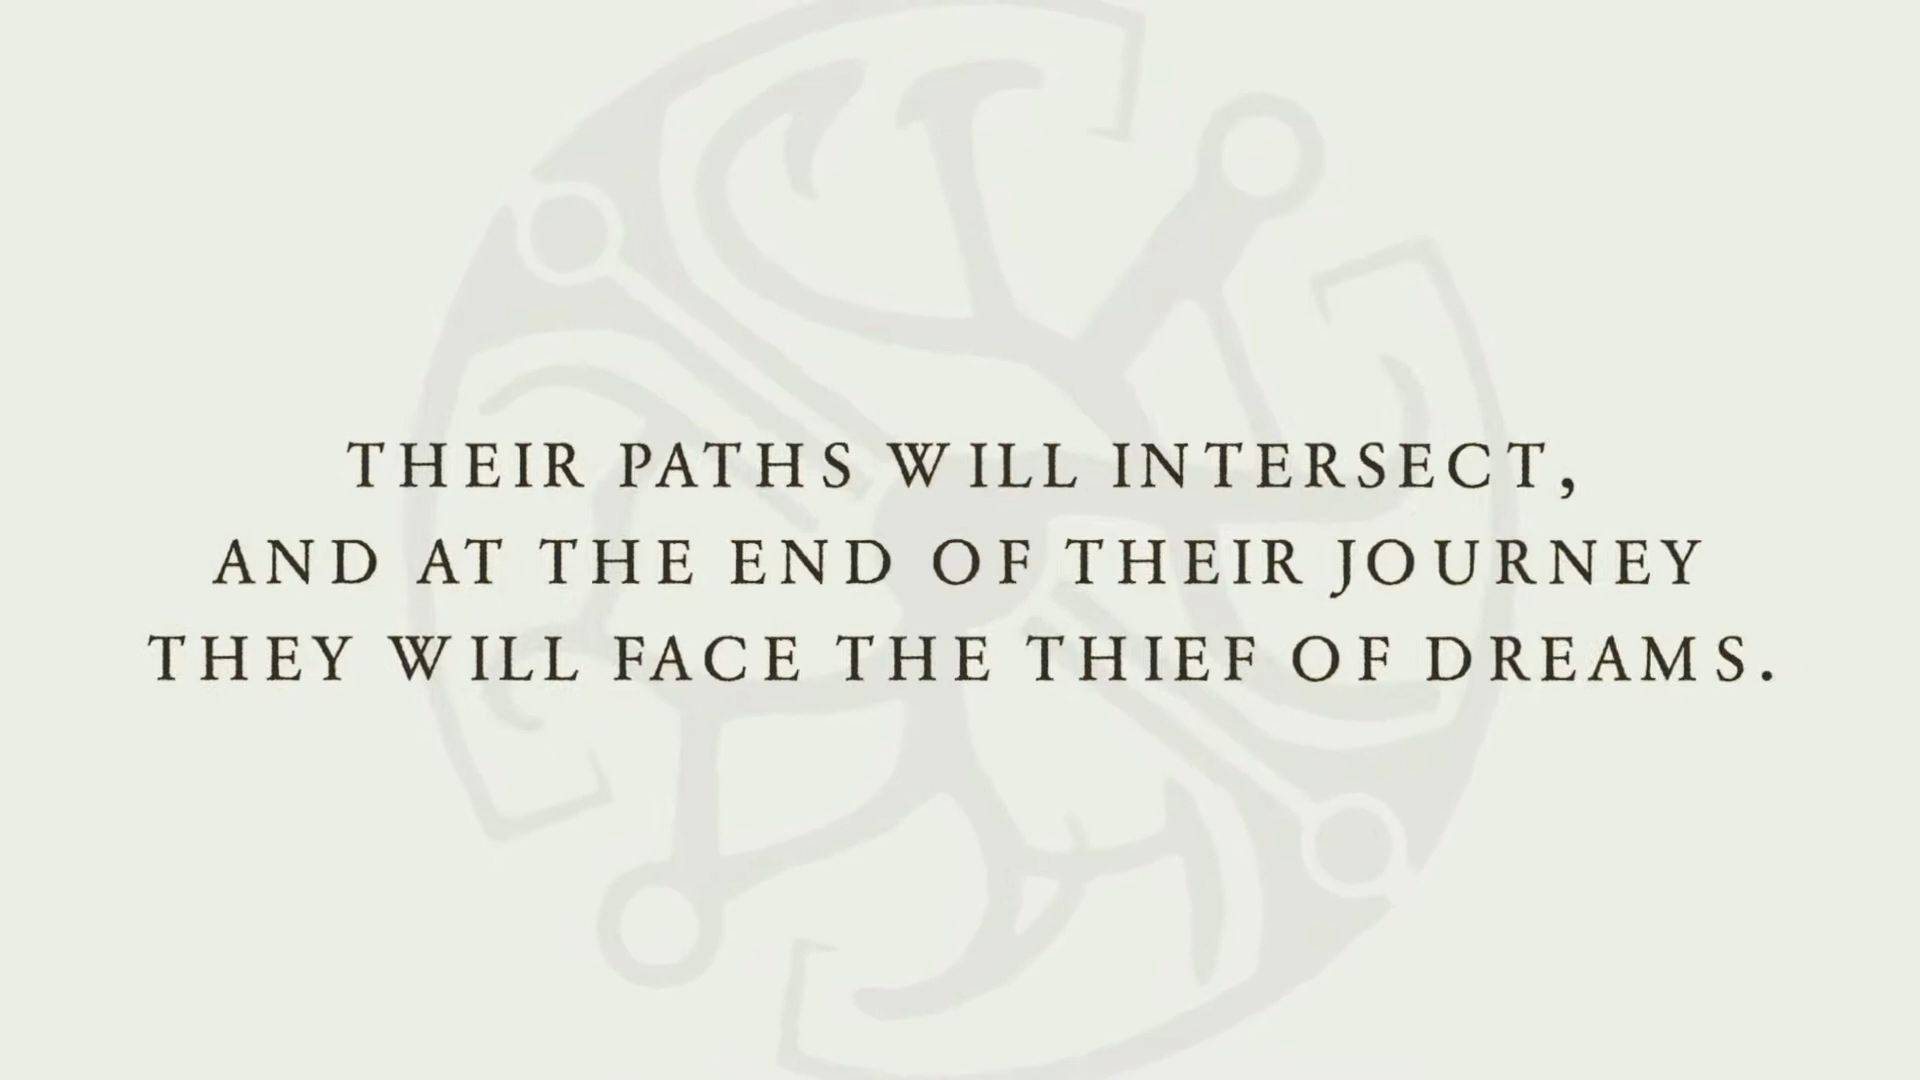 THEIR PATHS WILL INTERSECT,
AND AT THE END OF THEIR JOURNEY
THEY WILL FACE THE THIEF OF DREAMS.